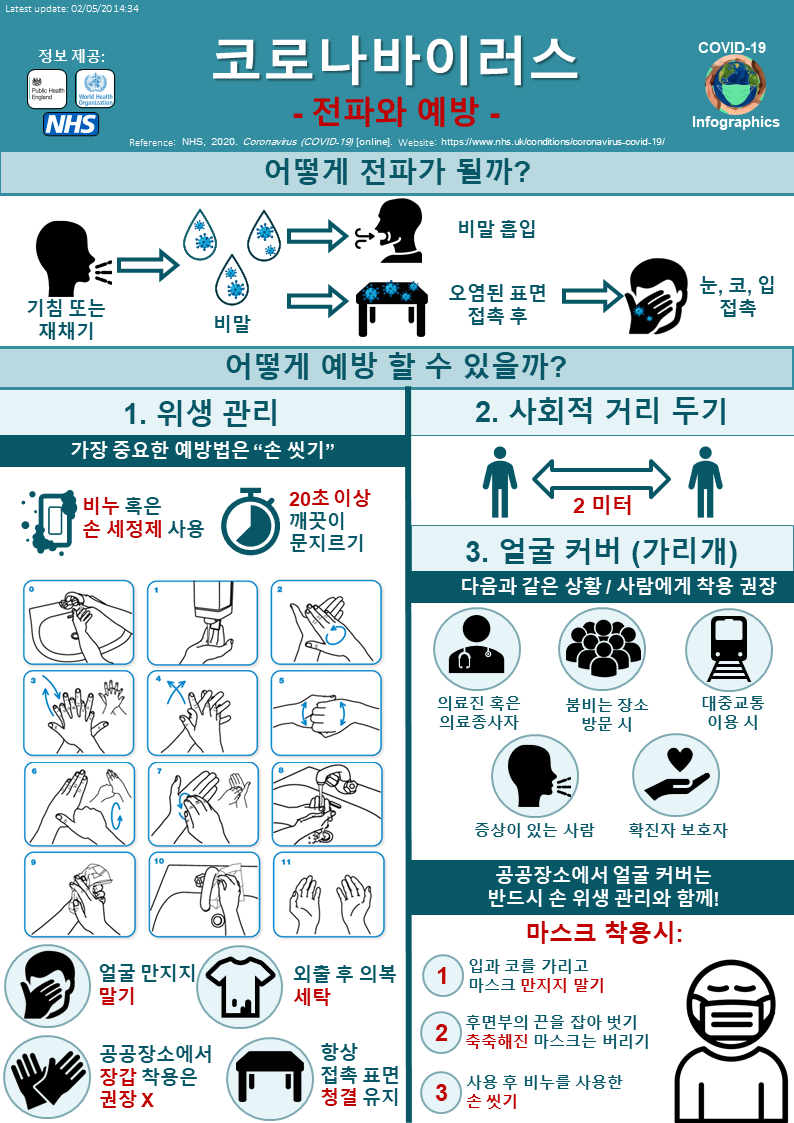 Latest update: 02/05/2014:34
정보 제공:
Public Health
England
World Health
Organization
NHS
코로나바이러스
- 전파와 예방 -
COVID-19
Infographics
Reference: NHS, 2020. Coronavirus (COVID-19) [online]. Website: https://www.nhs.uk/conditions/coronavirus-covid-19/
어떻게 전파가 될까?
기침 또는
재채기
비말
비말 흡입
오염된 표면
접촉 후
눈, 코, 입
접촉
어떻게 예방 할 수 있을까?
1. 위생 관리
가장 중요한 예방법은 “손 씻기”
비누 혹은
손 세정제 사용
20초 이상
깨끗이
문지르기
0
1
2
3
4
5
6
7
8
9
10
11
얼굴 만지지
말기
외출 후 의복
세탁
공공장소에서
장갑 착용은
권장 X
항상
접촉 표면
청결 유지
2. 사회적 거리 두기
2 미터
3. 얼굴 커버 (가리개)
다음과 같은 상황 / 사람에게 착용 권장
의료진 혹은
의료종사자
붐비는 장소
방문 시
대중교통
이용 시
증상이 있는 사람
확진자 보호자
공공장소에서 얼굴 커버는
반드시 손 위생 관리와 함께!
마스크 착용시:
1
입과 코를 가리고
마스크 만지지 말기
2
후면부의 끈을 잡아 벗기
축축해진 마스크는 버리기
3
사용 후 비누를 사용한
손 씻기